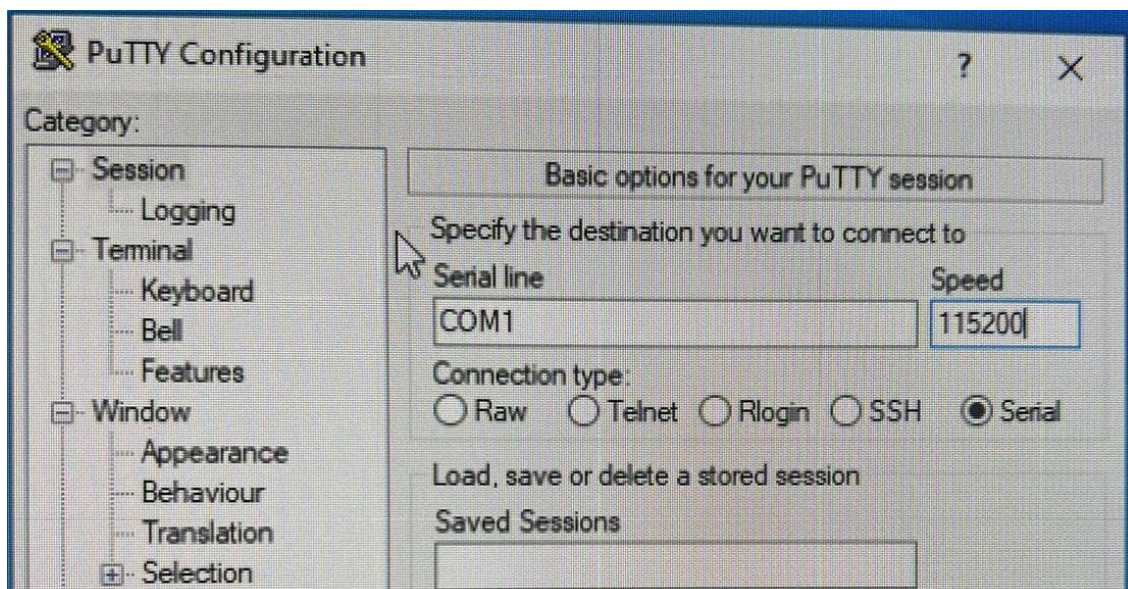 PuTTY Configuration
?
Category:
Session
Logging
Terminal
Keyboard
Bell
Features
Window
Appearance
Behaviour
Translation
Selection
Basic options for your PuTTY session
Specify the destination you want to connect to
Serial line
Speed
COM1
115200
Connection type:
Raw Telnet Rlogin SSH Serial
Load, save or delete a stored session
Saved Sessions